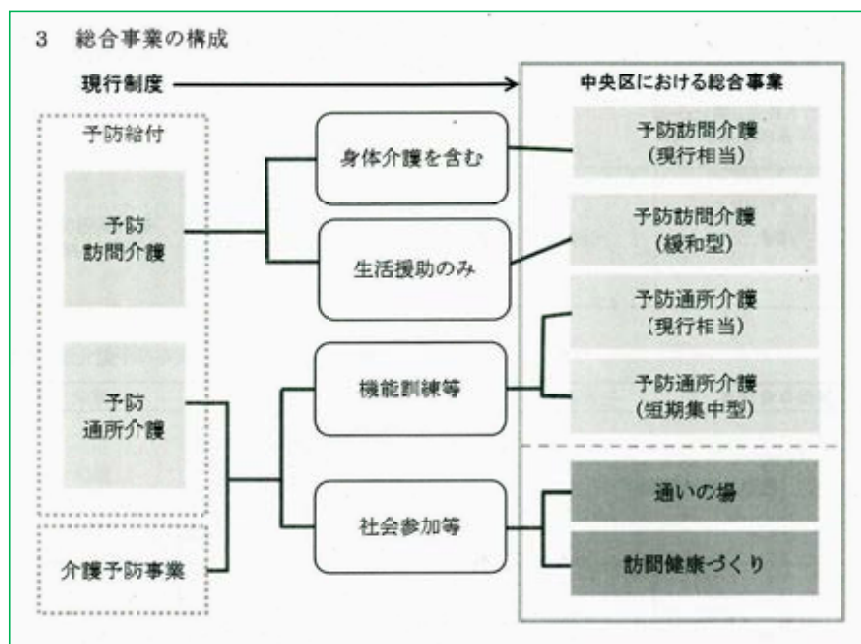 3 総合事業の構成
現行制度
中央区における総合事業
予防給付
予防
訪問介護
予防
通所介護
介護予防事業
身体介護を含む
生活援助のみ
機能訓練等
社会参加等
予防訪問介護
(現行相当)
予防訪問介護
(緩和型)
予防通所介護
(現行相当)
予防通所介護
(短期集中型)
通いの場
訪問健康づくり